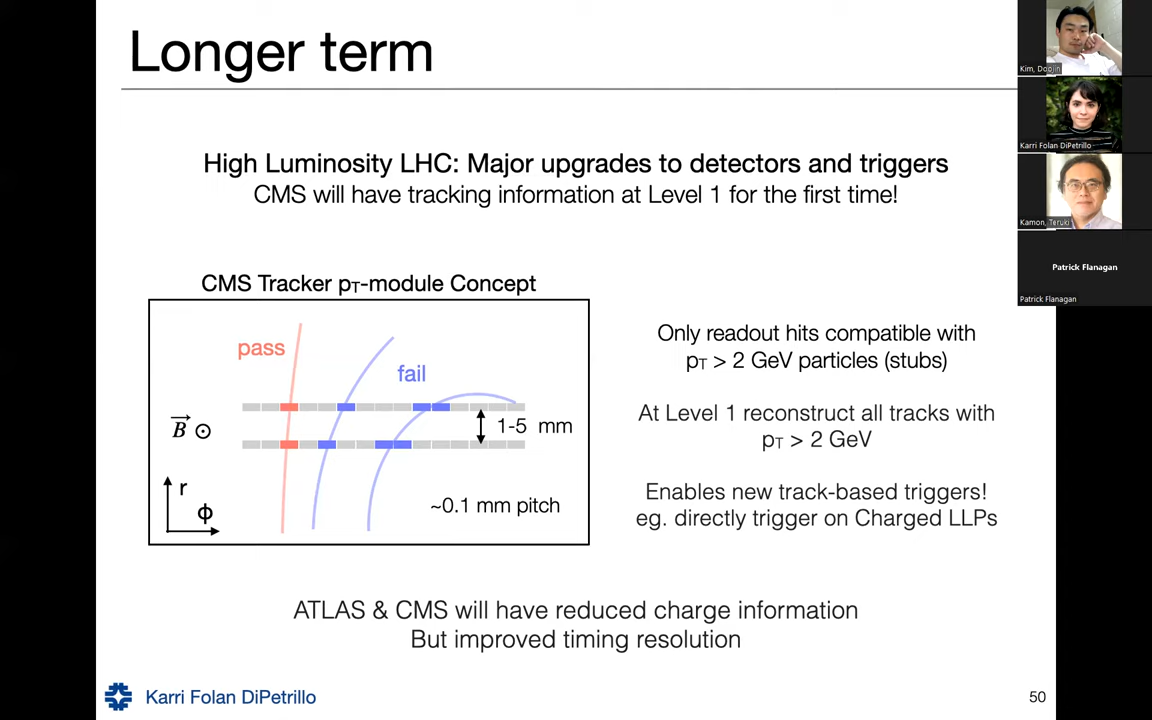 Longer term
High Luminosity LHC: Major upgrades to detectors and triggers
CMS will have tracking information at Level 1 for the first time!
CMS Tracker pT-module Concept
pass
fail
B
1-5 mm
r
ϕ
~0.1 mm pitch
Only readout hits compatible with
pT > 2 GeV particles (stubs)
At Level 1 reconstruct all tracks with
pT > 2 GeV
Enables new track-based triggers!
eg. directly trigger on Charged LLPs
ATLAS & CMS will have reduced charge information
But improved timing resolution
Karri Folan DiPetrillo
50
Kim, Doojin
Karri Folan DiPetrillo
Kamon, Teruki
Patrick Flanagan
Patrick Flanagan